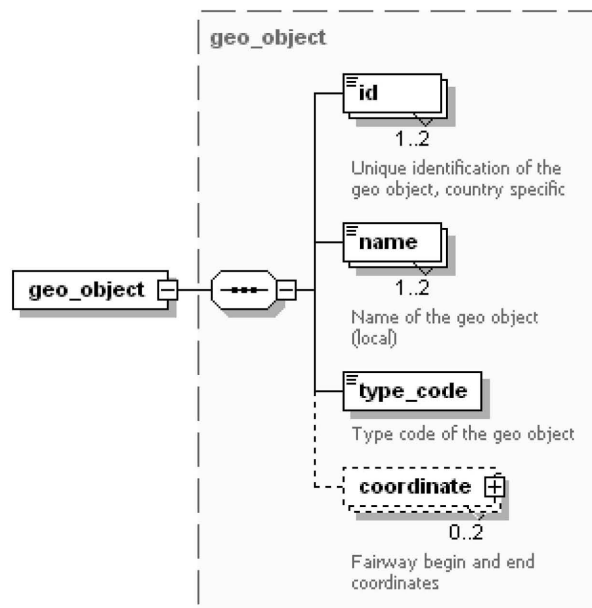 geo_object
id
1..2
Unique identification of the
geo object, country specific
name
1..2
Name of the geo object
(local)
geo_object
type_code
Type code of the geo object
coordinate
0..2
Fairway begin and end
coordinates